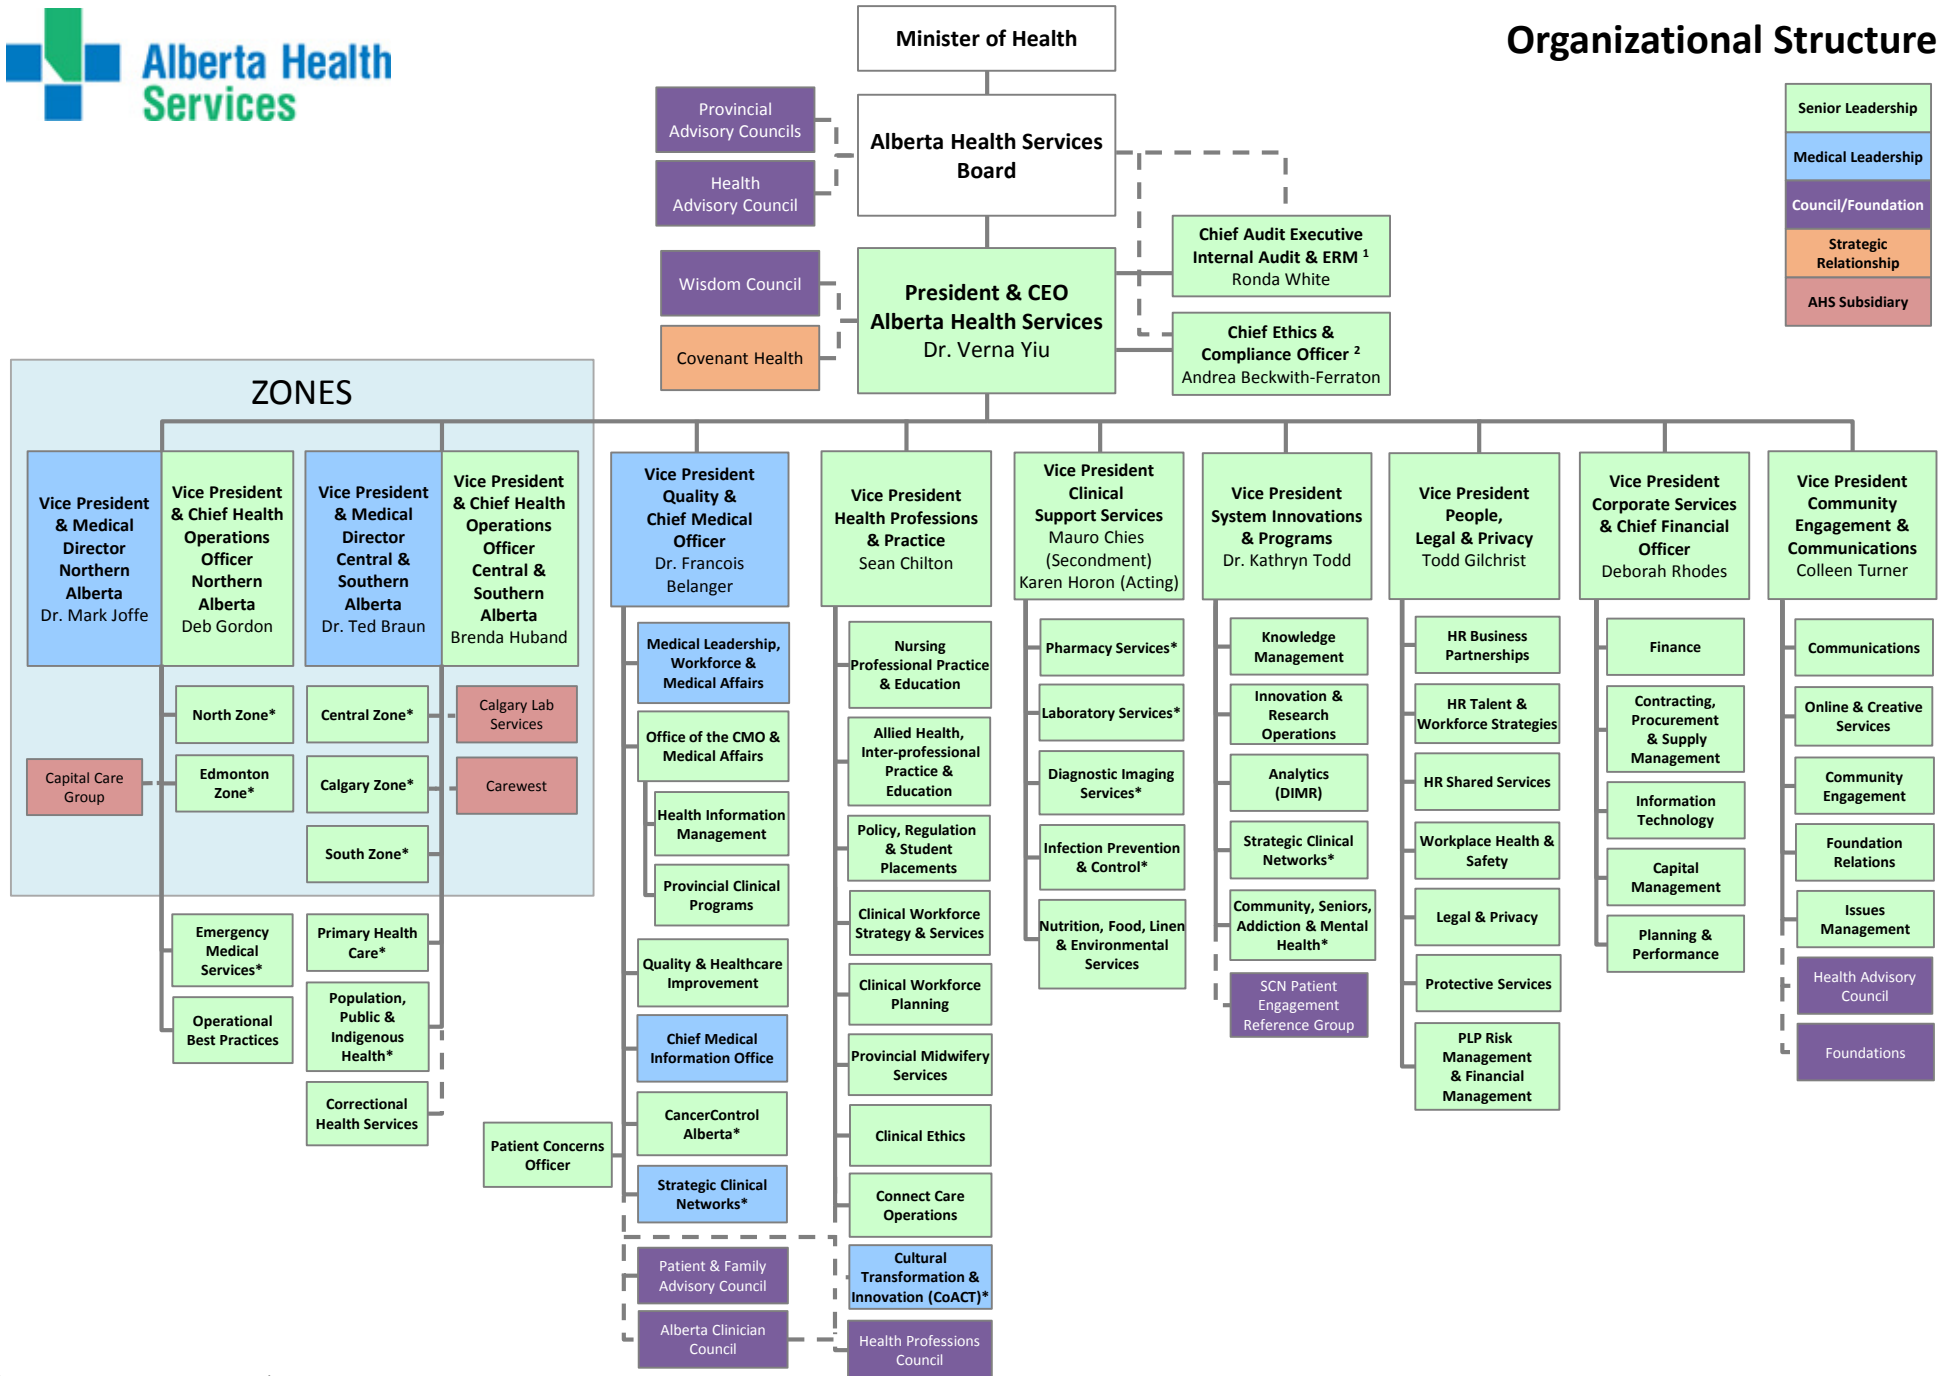 Alberta Health
Services
Organizational Structure
Minister of Health
Alberta Health Services
Board
Provincial
Advisory Councils
Health
Advisory Council
Senior Leadership
Medical Leadership
Council/Foundation
Strategic
Relationship
AHS Subsidiary
Wisdom Council
Covenant Health
President & CEO
Alberta Health Services
Dr. Verna Yiu
Chief Audit Executive
Internal Audit & ERM 1
Ronda White
Chief Ethics &
Compliance Officer 2
Andrea Beckwith-Ferraton
ZONES
Vice President
& Medical
Director
Northern
Alberta
Dr. Mark Joffe
Vice President
& Chief Health
Operations
Officer
Northern
Alberta
Deb Gordon
Vice President
& Medical
Director
Central &
Southern
Alberta
Dr. Ted Braun
Vice President
& Chief Health
Operations
Officer
Central &
Southern
Alberta
Brenda Huband
North Zone*
Edmonton
Zone*
Capital Care
Group
Central Zone*
Calgary Zone*
South Zone*
Calgary Lab
Services
Carewest
Emergency
Medical
Services*
Operational
Best Practices
Primary Health
Care*
Population,
Public &
Indigenous
Health*
Correctional
Health Services
Vice President
Quality &
Chief Medical
Officer
Dr. Francois
Belanger
Medical Leadership,
Workforce &
Medical Affairs
Office of the CMO &
Medical Affairs
Health Information
Management
Provincial Clinical
Programs
Quality & Healthcare
Improvement
Chief Medical
Information Office
CancerControl
Alberta*
Patient Concerns
Officer
Strategic Clinical
Networks*
Patient & Family
Advisory Council
Alberta Clinician
Council
Vice President
Health Professions
& Practice
Sean Chilton
Nursing
Professional Practice
& Education
Allied Health,
Inter-professional
Practice &
Education
Policy, Regulation
& Student
Placements
Clinical Workforce
Strategy & Services
Clinical Workforce
Planning
Provincial Midwifery
Services
Clinical Ethics
Connect Care
Operations
Cultural
Transformation &
Innovation (CoACT)*
Health Professions
Council
Vice President
Clinical
Support Services
Mauro Chies
(Secondment)
Karen Horon (Acting)
Pharmacy Services*
Laboratory Services*
Diagnostic Imaging
Services*
Infection Prevention
& Control*
Nutrition, Food, Linen
& Environmental
Services
Vice President
System Innovations
& Programs
Dr. Kathryn Todd
Knowledge
Management
Innovation &
Research
Operations
Analytics
(DIMR)
Strategic Clinical
Networks*
Community, Seniors,
Addiction & Mental
Health*
SCN Patient
Engagement
Reference Group
Vice President
People,
Legal & Privacy
Todd Gilchrist
HR Business
Partnerships
HR Talent &
Workforce Strategies
HR Shared Services
Workplace Health &
Safety
Legal & Privacy
Protective Services
PLP Risk
Management
& Financial
Management
Vice President
Corporate Services
& Chief Financial
Officer
Deborah Rhodes
Finance
Contracting,
Procurement
& Supply
Management
Information
Technology
Capital
Management
Planning &
Performance
Vice President
Community
Engagement &
Communications
Colleen Turner
Communications
Online & Creative
Services
Community
Engagement
Foundation
Relations
Issues
Management
Health Advisory
Council
Foundations